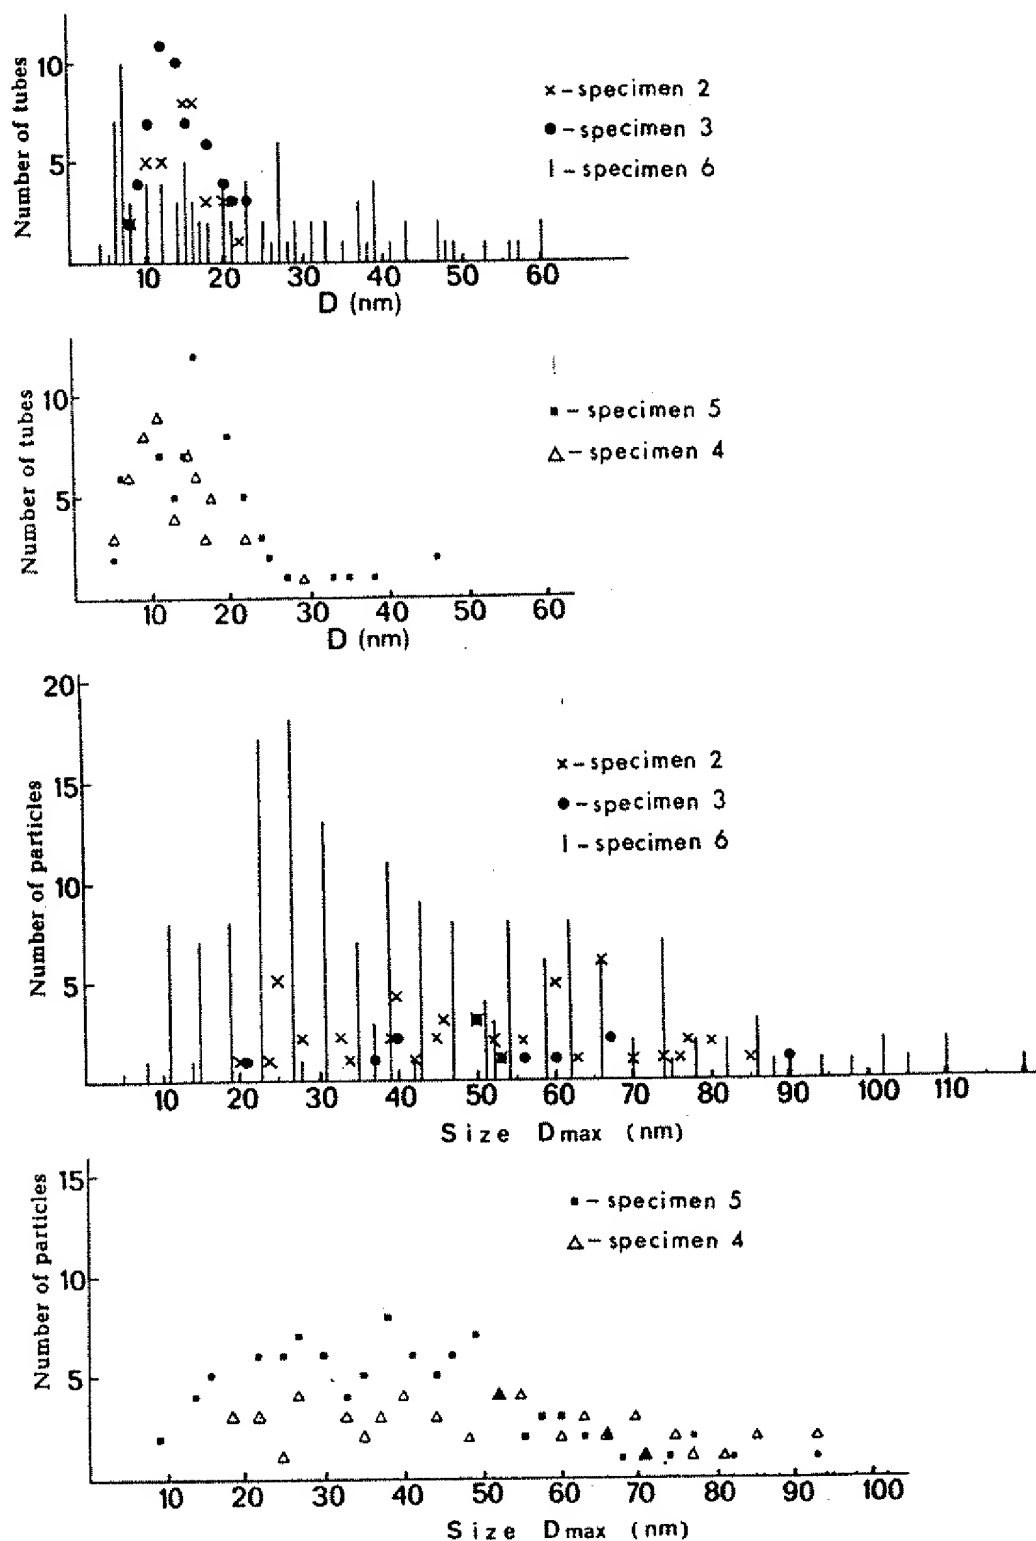 Number of tubes
10
5
×-specimen 2
●-specimen 3
I-specimen 6
10 20 30 40 50 60
D (nm)
Number of tubes
10
5
▪-specimen 5
△-specimen 4
10 20 30 40 50 60
D (nm)
Number of particles
20
15
10
5
×-specimen 2
●-specimen 3
I-specimen 6
10 20 30 40 50 60 70 80 90 100 110
Size Dmax (nm)
Number of particles
15
10
5
▪-specimen 5
△-specimen 4
10 20 30 40 50 60 70 80 90 100
Size Dmax (nm)